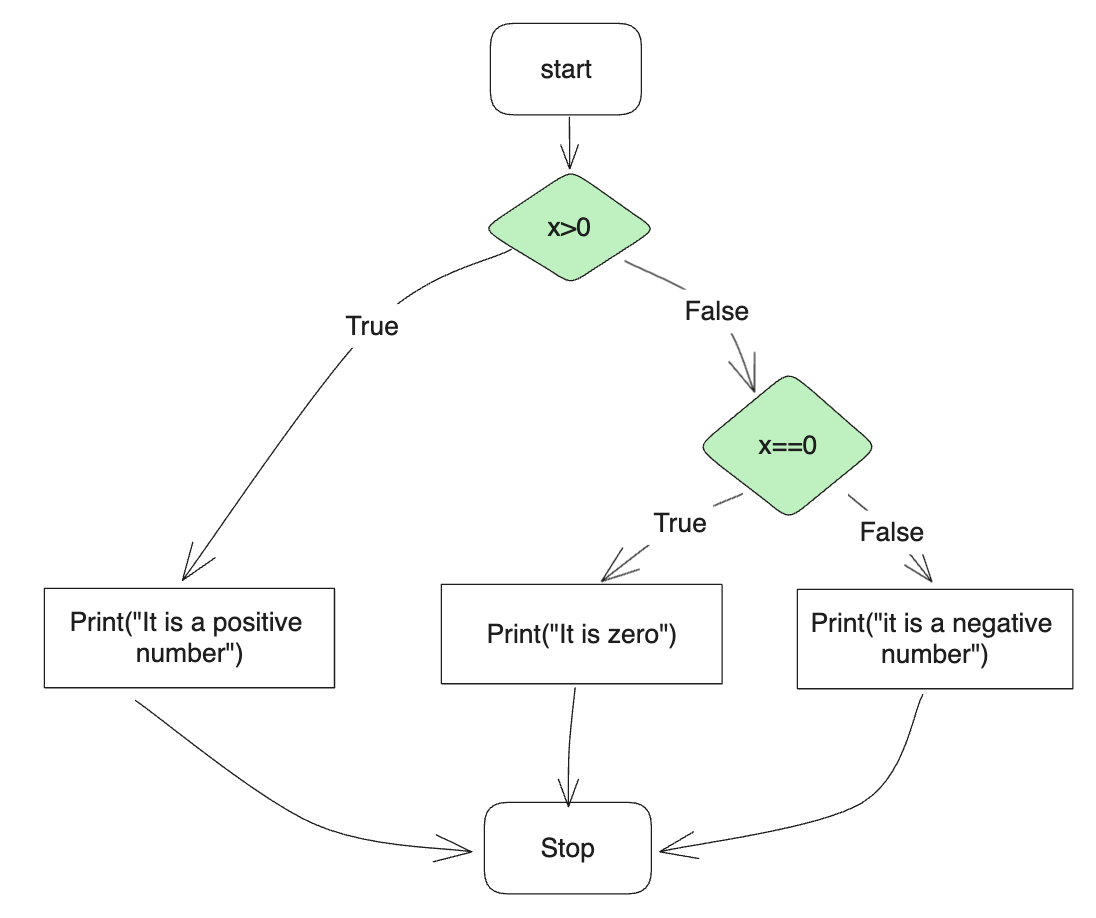 start
x>0
True
False
x==0
True
False
Print("It is a positive
number")
Print("It is zero")
Print("it is a negative
number")
Stop